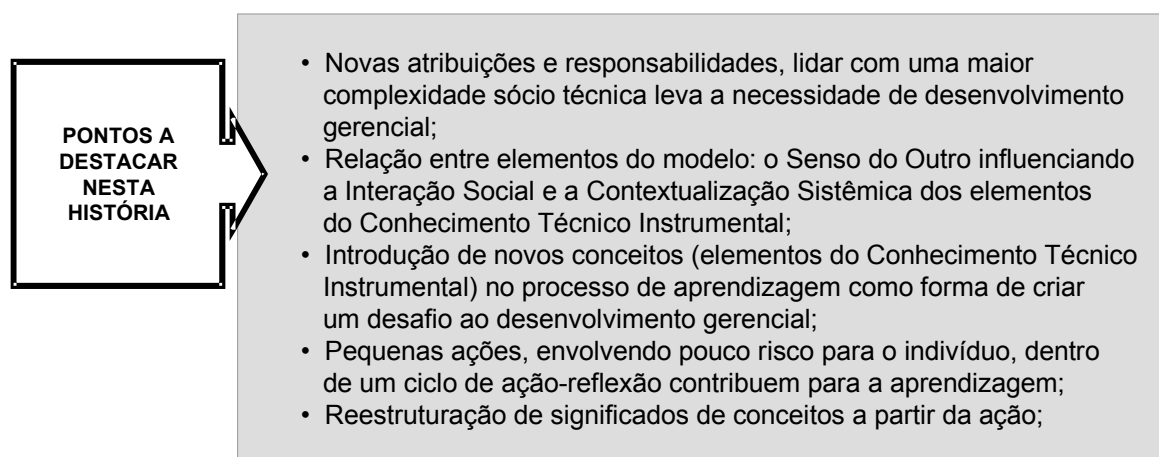 PONTOS A
DESTACAR
NESTA
HISTÓRIA
• Novas atribuições e responsabilidades, lidar com uma maior
complexidade sócio técnica leva a necessidade de desenvolvimento
gerencial;
• Relação entre elementos do modelo: o Senso do Outro influenciando
a Interação Social e a Contextualização Sistêmica dos elementos
do Conhecimento Técnico Instrumental;
• Introdução de novos conceitos (elementos do Conhecimento Técnico
Instrumental) no processo de aprendizagem como forma de criar
um desafio ao desenvolvimento gerencial;
• Pequenas ações, envolvendo pouco risco para o indivíduo, dentro
de um ciclo de ação-reflexão contribuem para a aprendizagem;
• Reestruturação de significados de conceitos a partir da ação;